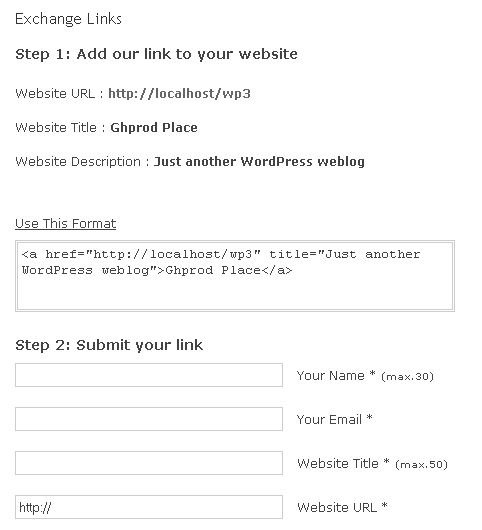 Exchange Links
Step 1: Add our link to your website
Website URL : http://localhost/wp3
Website Title : Ghprod Place
Website Description : Just another WordPress weblog
Use This Format
<a href="http://localhost/wp3" title="Just another
WordPress weblog">Ghprod Place</a>
Step 2: Submit your link
Your Name * (max.30)
Your Email *
Website Title * (max.50)
http:// Website URL *